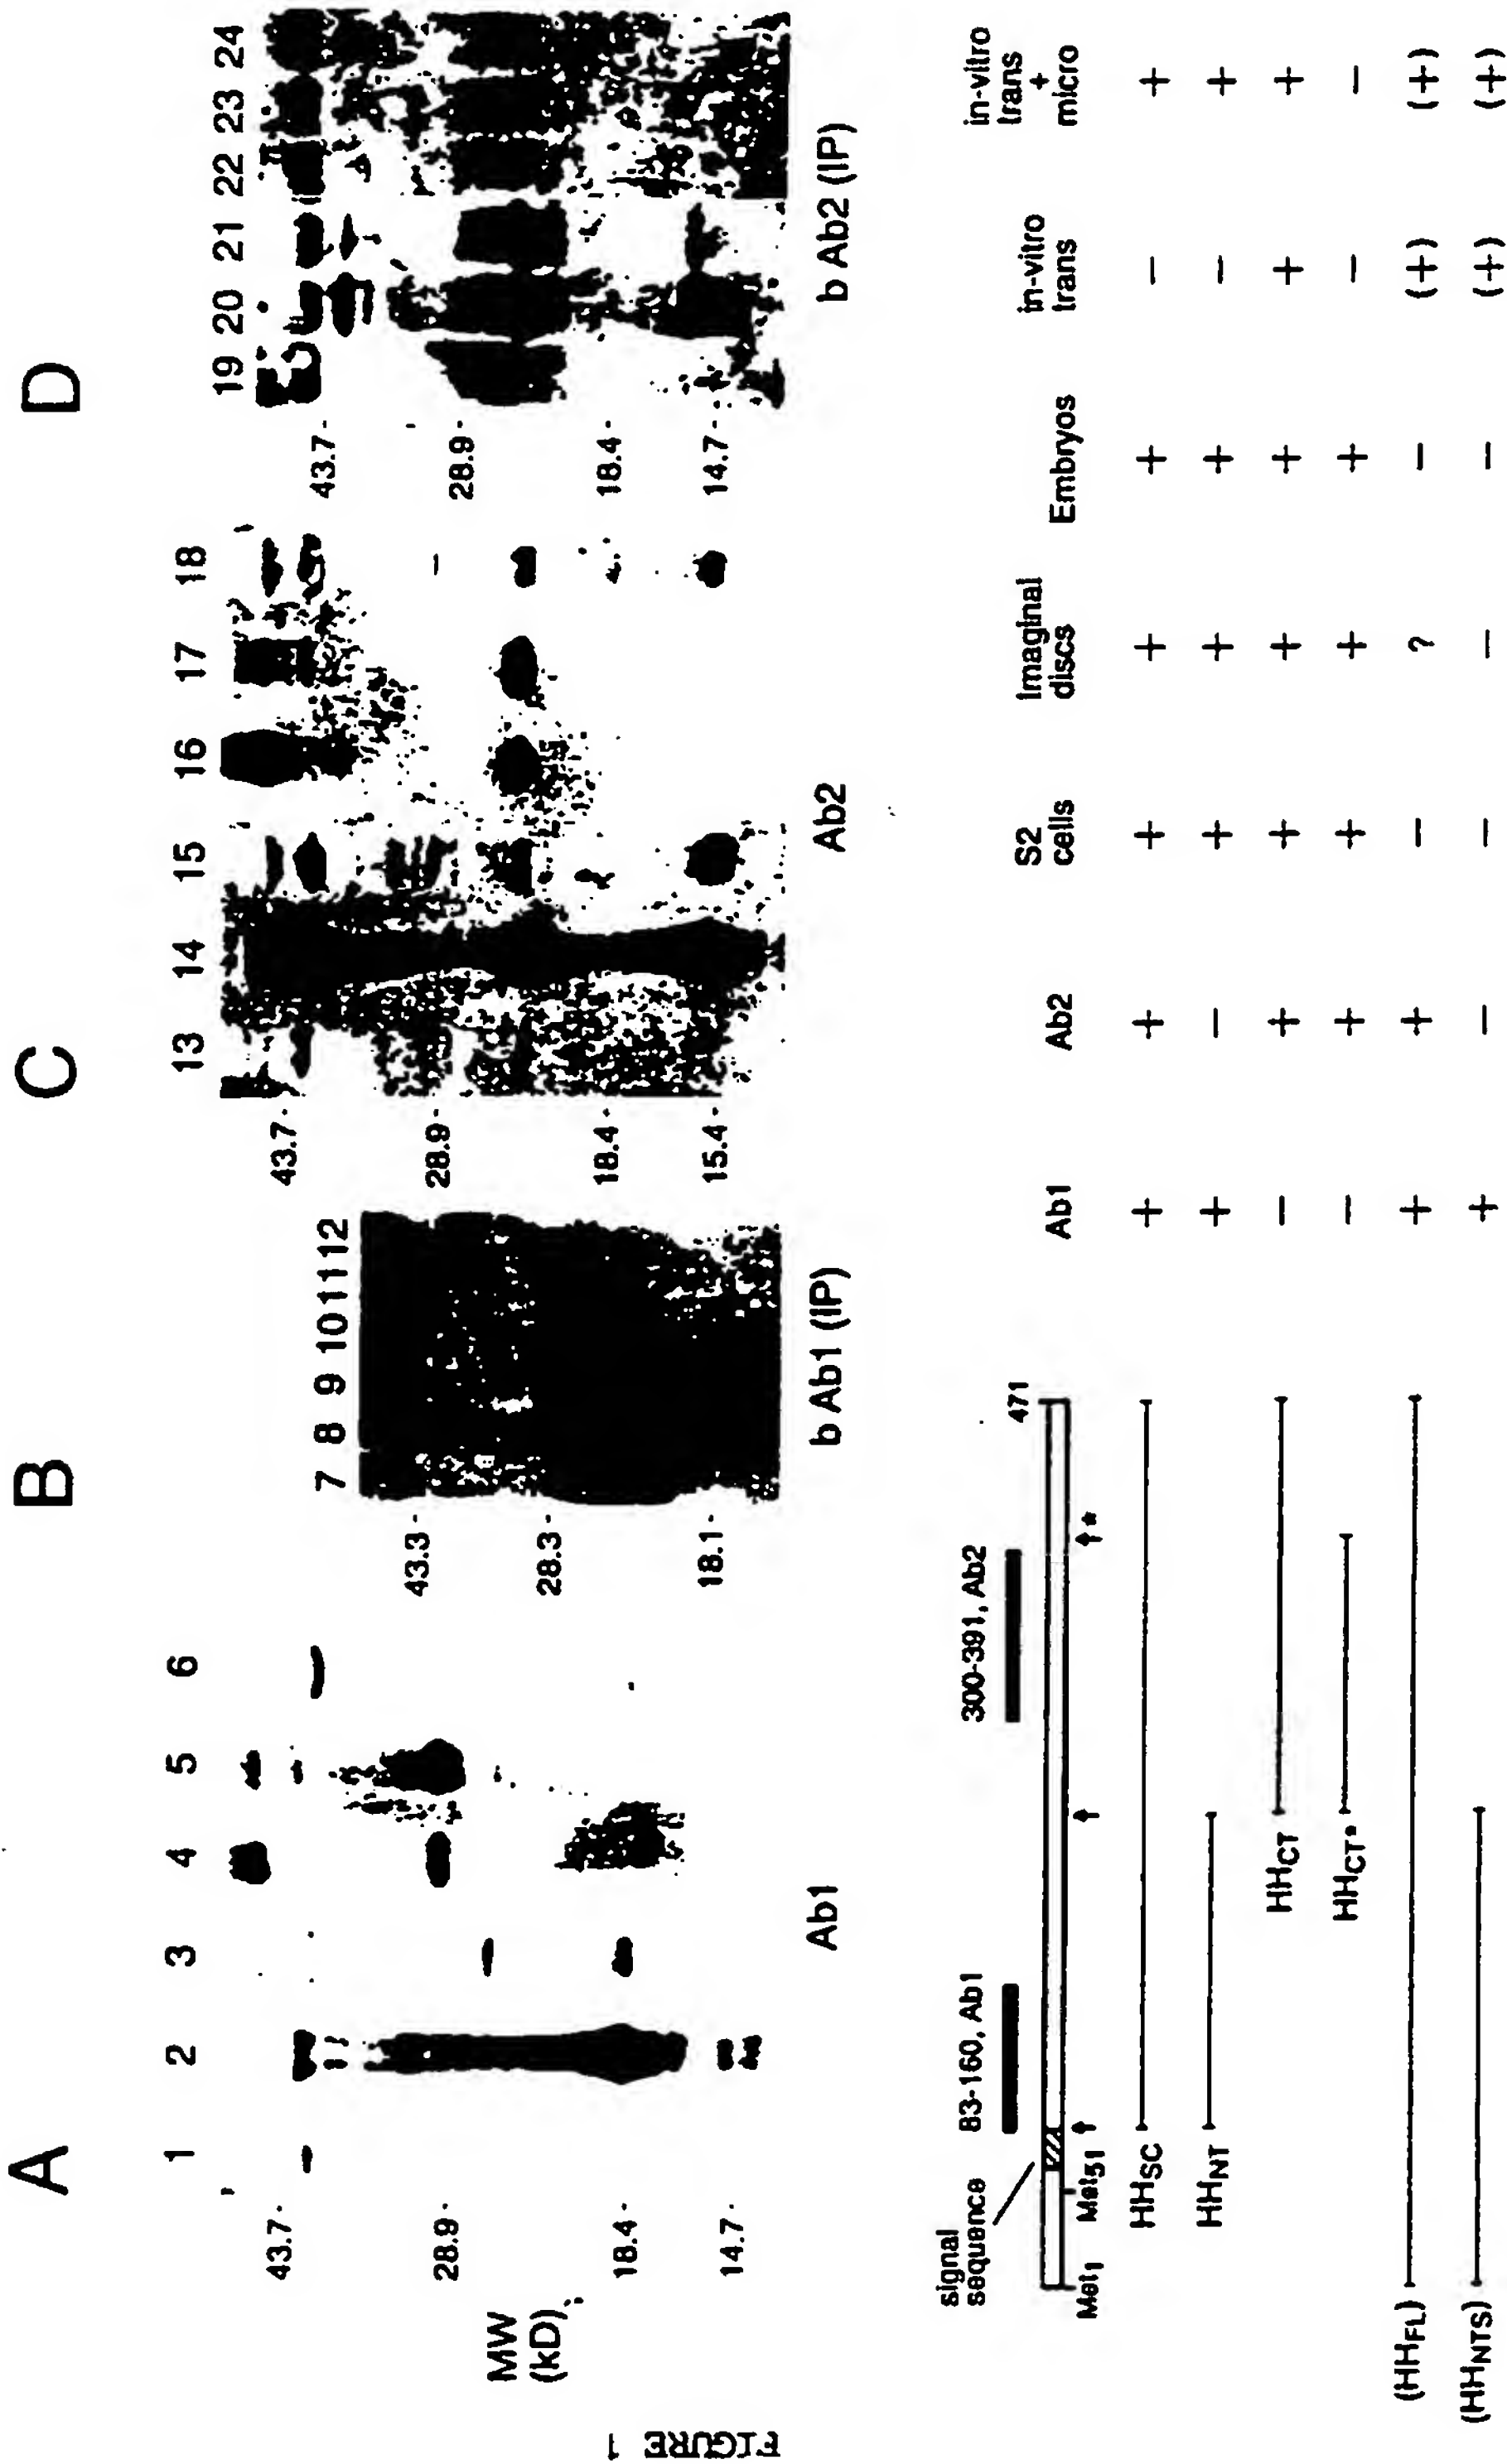 FIGURE 1
A
1 2 3 4 5 6
MW
(kD)
43.7 -
28.9 -
18.4 -
14.7 -
Ab1
B
7 8 9 10 11 12
43.3 -
28.3 -
18.1 -
b Ab1 (IP)
C
13 14 15 16 17 18
43.7 -
28.9 -
18.4 -
15.4 -
Ab2
D
19 20 21 22 23 24
43.7 -
28.9 -
18.4 -
14.7 -
b Ab2 (IP)
signal
sequence
83-160, Ab1
300-391, Ab2
471
Met1
Met51
*
Ab1 Ab2 S2 cells Imaginal discs Embryos in-vitro trans in-vitro trans + micro
HHSC + + + + + - +
HHNT + - + + + - +
HHCT - + + + + + +
HHCT* - + + + + - -
(HHFL) + + - ? - (+) (+)
(HHNTS) + - - - - (+) (+)